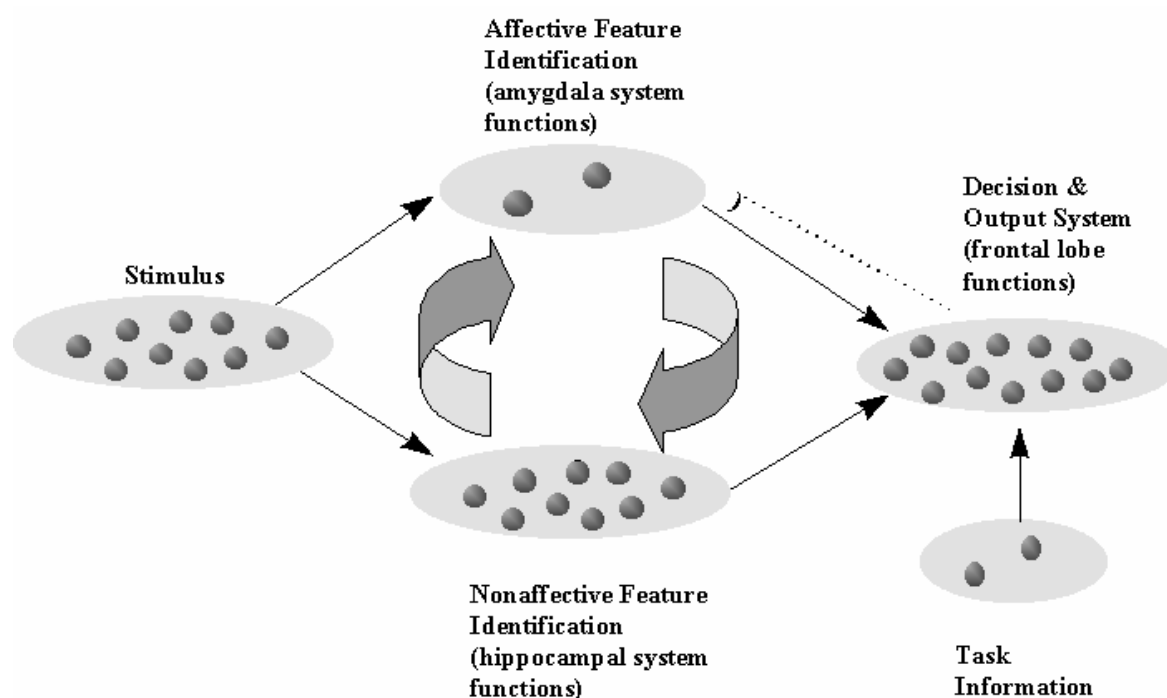 Affective Feature
Identification
(amygdala system
functions)
Stimulus
Decision &
Output System
(frontal lobe
functions)
Nonaffective Feature
Identification
(hippocampal system
functions)
Task
Information